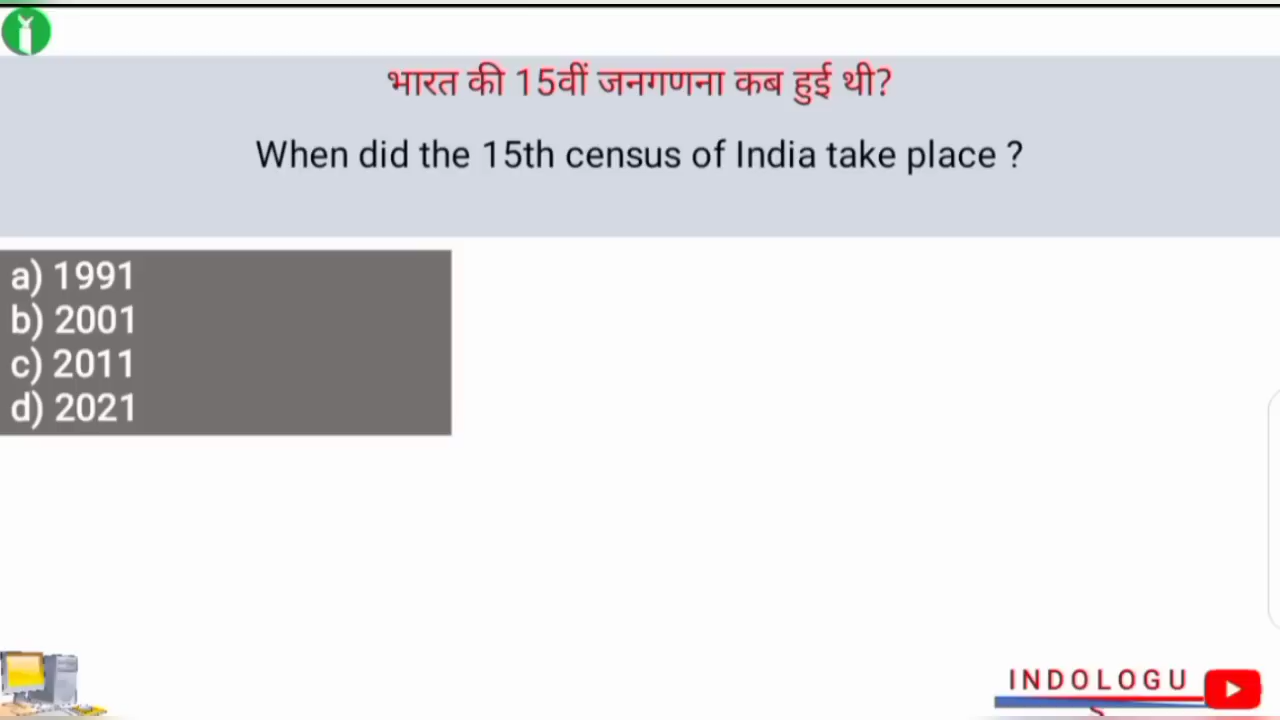 भारत की 15वीं जनगणना कब हुई थी?
When did the 15th census of India take place ?
a) 1991
b) 2001
c) 2011
d) 2021
INDOLOGU
S